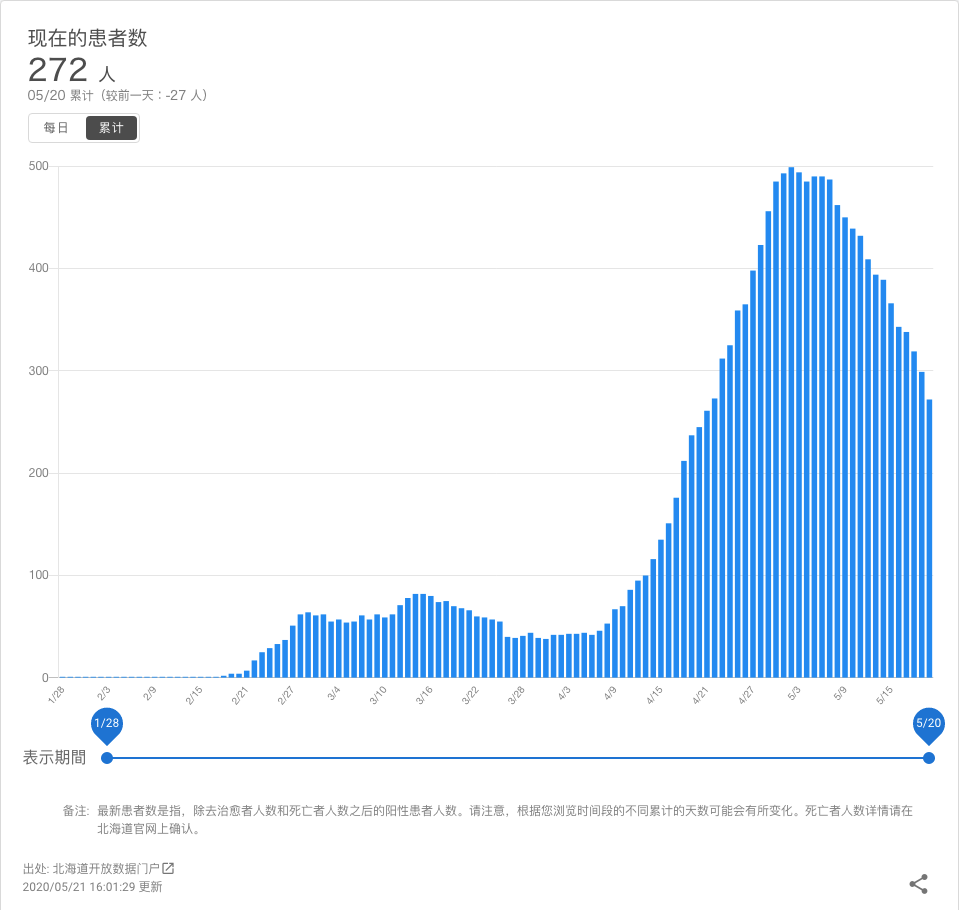 现在的患者数
272 人
05/20 累计（较前一天：-27 人）
每日 累计
500
400
300
200
100
0
1/28 2/3 2/9 2/15 2/21 2/27 3/4 3/10 3/16 3/22 3/28 4/3 4/9 4/15 4/21 4/27 5/3 5/9 5/15
1/28 5/20
表示期間
备注: 最新患者数是指，除去治愈者人数和死亡者人数之后的阳性患者人数。请注意，根据您浏览时间段的不同累计的天数可能会有所变化。死亡者人数详情请在
北海道官网上确认。
出处: 北海道开放数据门户
2020/05/21 16:01:29 更新